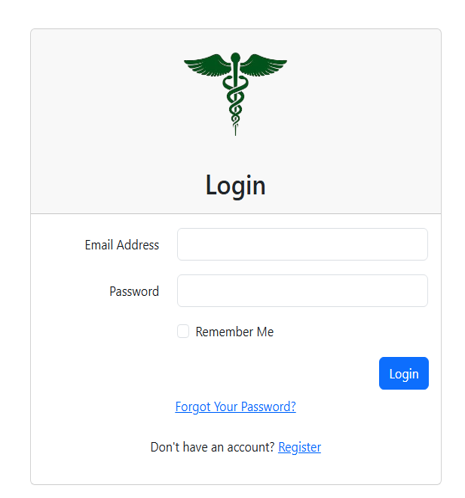 Login
Email Address
Password
Remember Me
Login
Forgot Your Password?
Don't have an account? Register